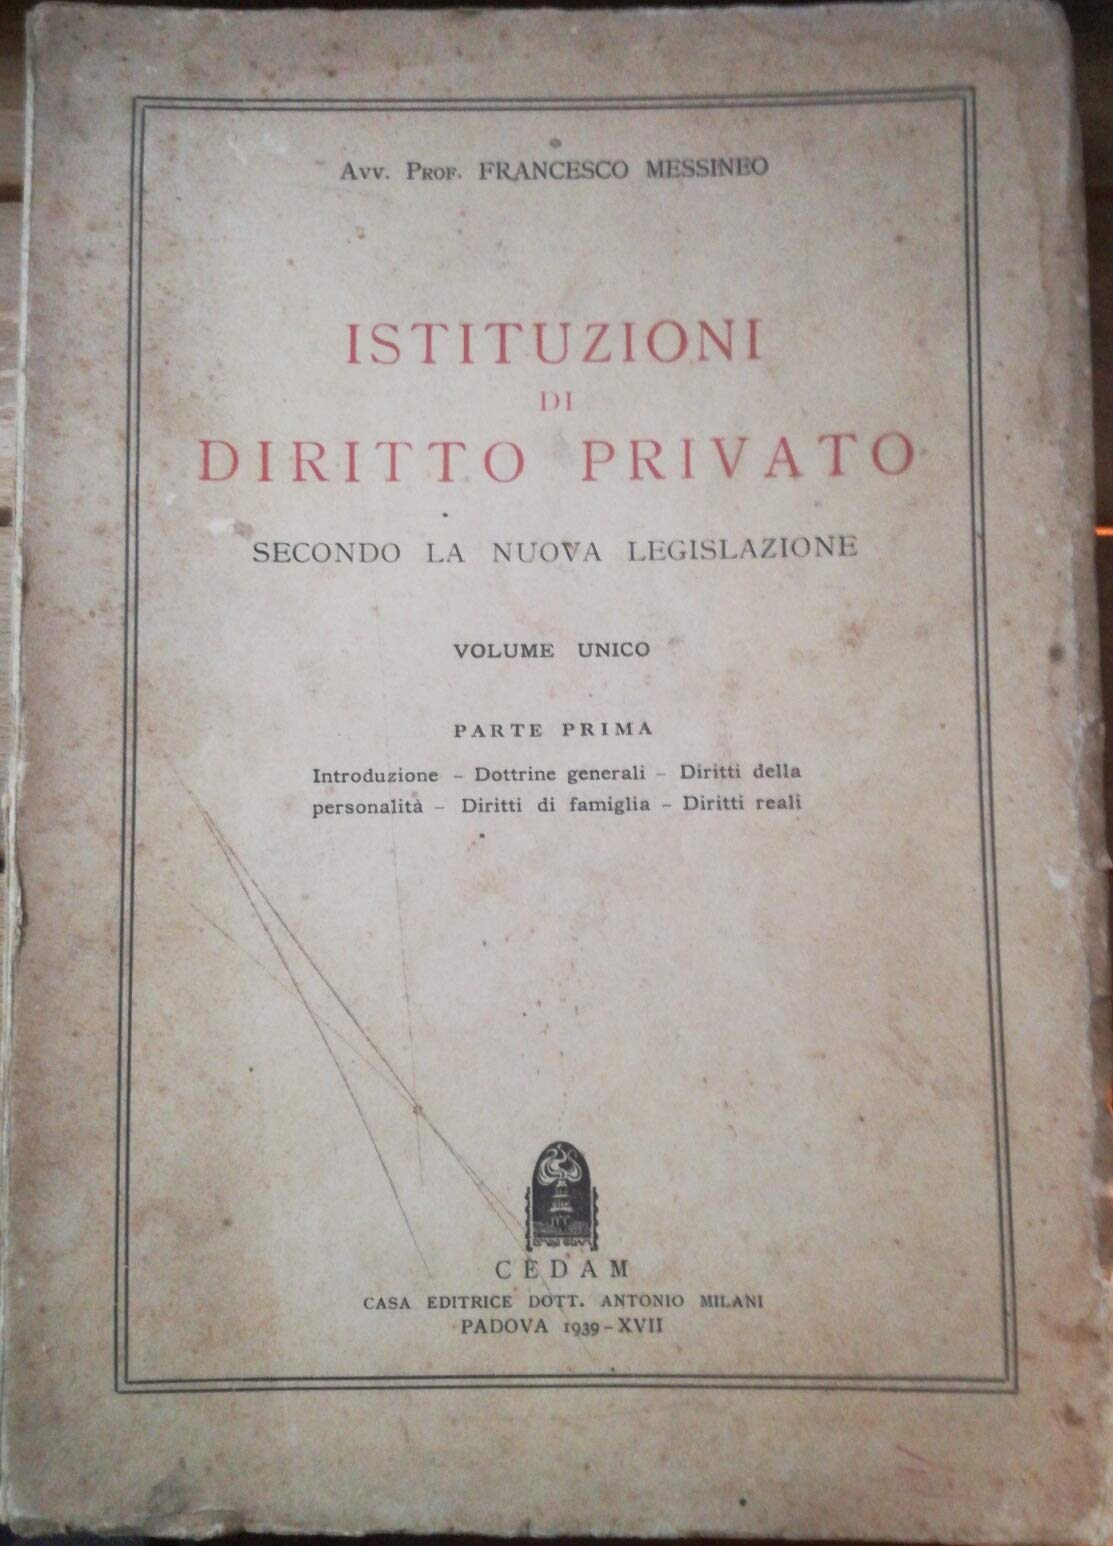 Avv. Prof. FRANCESCO MESSINEO
ISTITUZIONI
DI
DIRITTO PRIVATO
SECONDO LA NUOVA LEGISLAZIONE
VOLUME UNICO
PARTE PRIMA
Introduzione – Dottrine generali – Diritti della
personalità – Diritti di famiglia – Diritti reali
CEDAM
CASA EDITRICE DOTT. ANTONIO MILANI
PADOVA 1939 – XVII